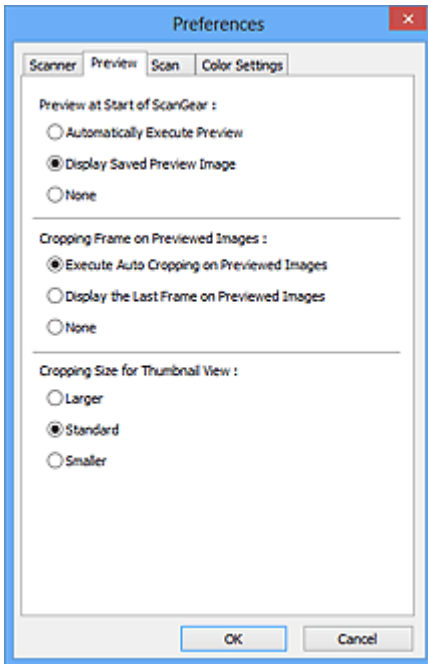 Preferences
Scanner Preview Scan Color Settings
Preview at Start of ScanGear :
Automatically Execute Preview
Display Saved Preview Image
None
Cropping Frame on Previewed Images :
Execute Auto Cropping on Previewed Images
Display the Last Frame on Previewed Images
None
Cropping Size for Thumbnail View :
Larger
Standard
Smaller
OK Cancel